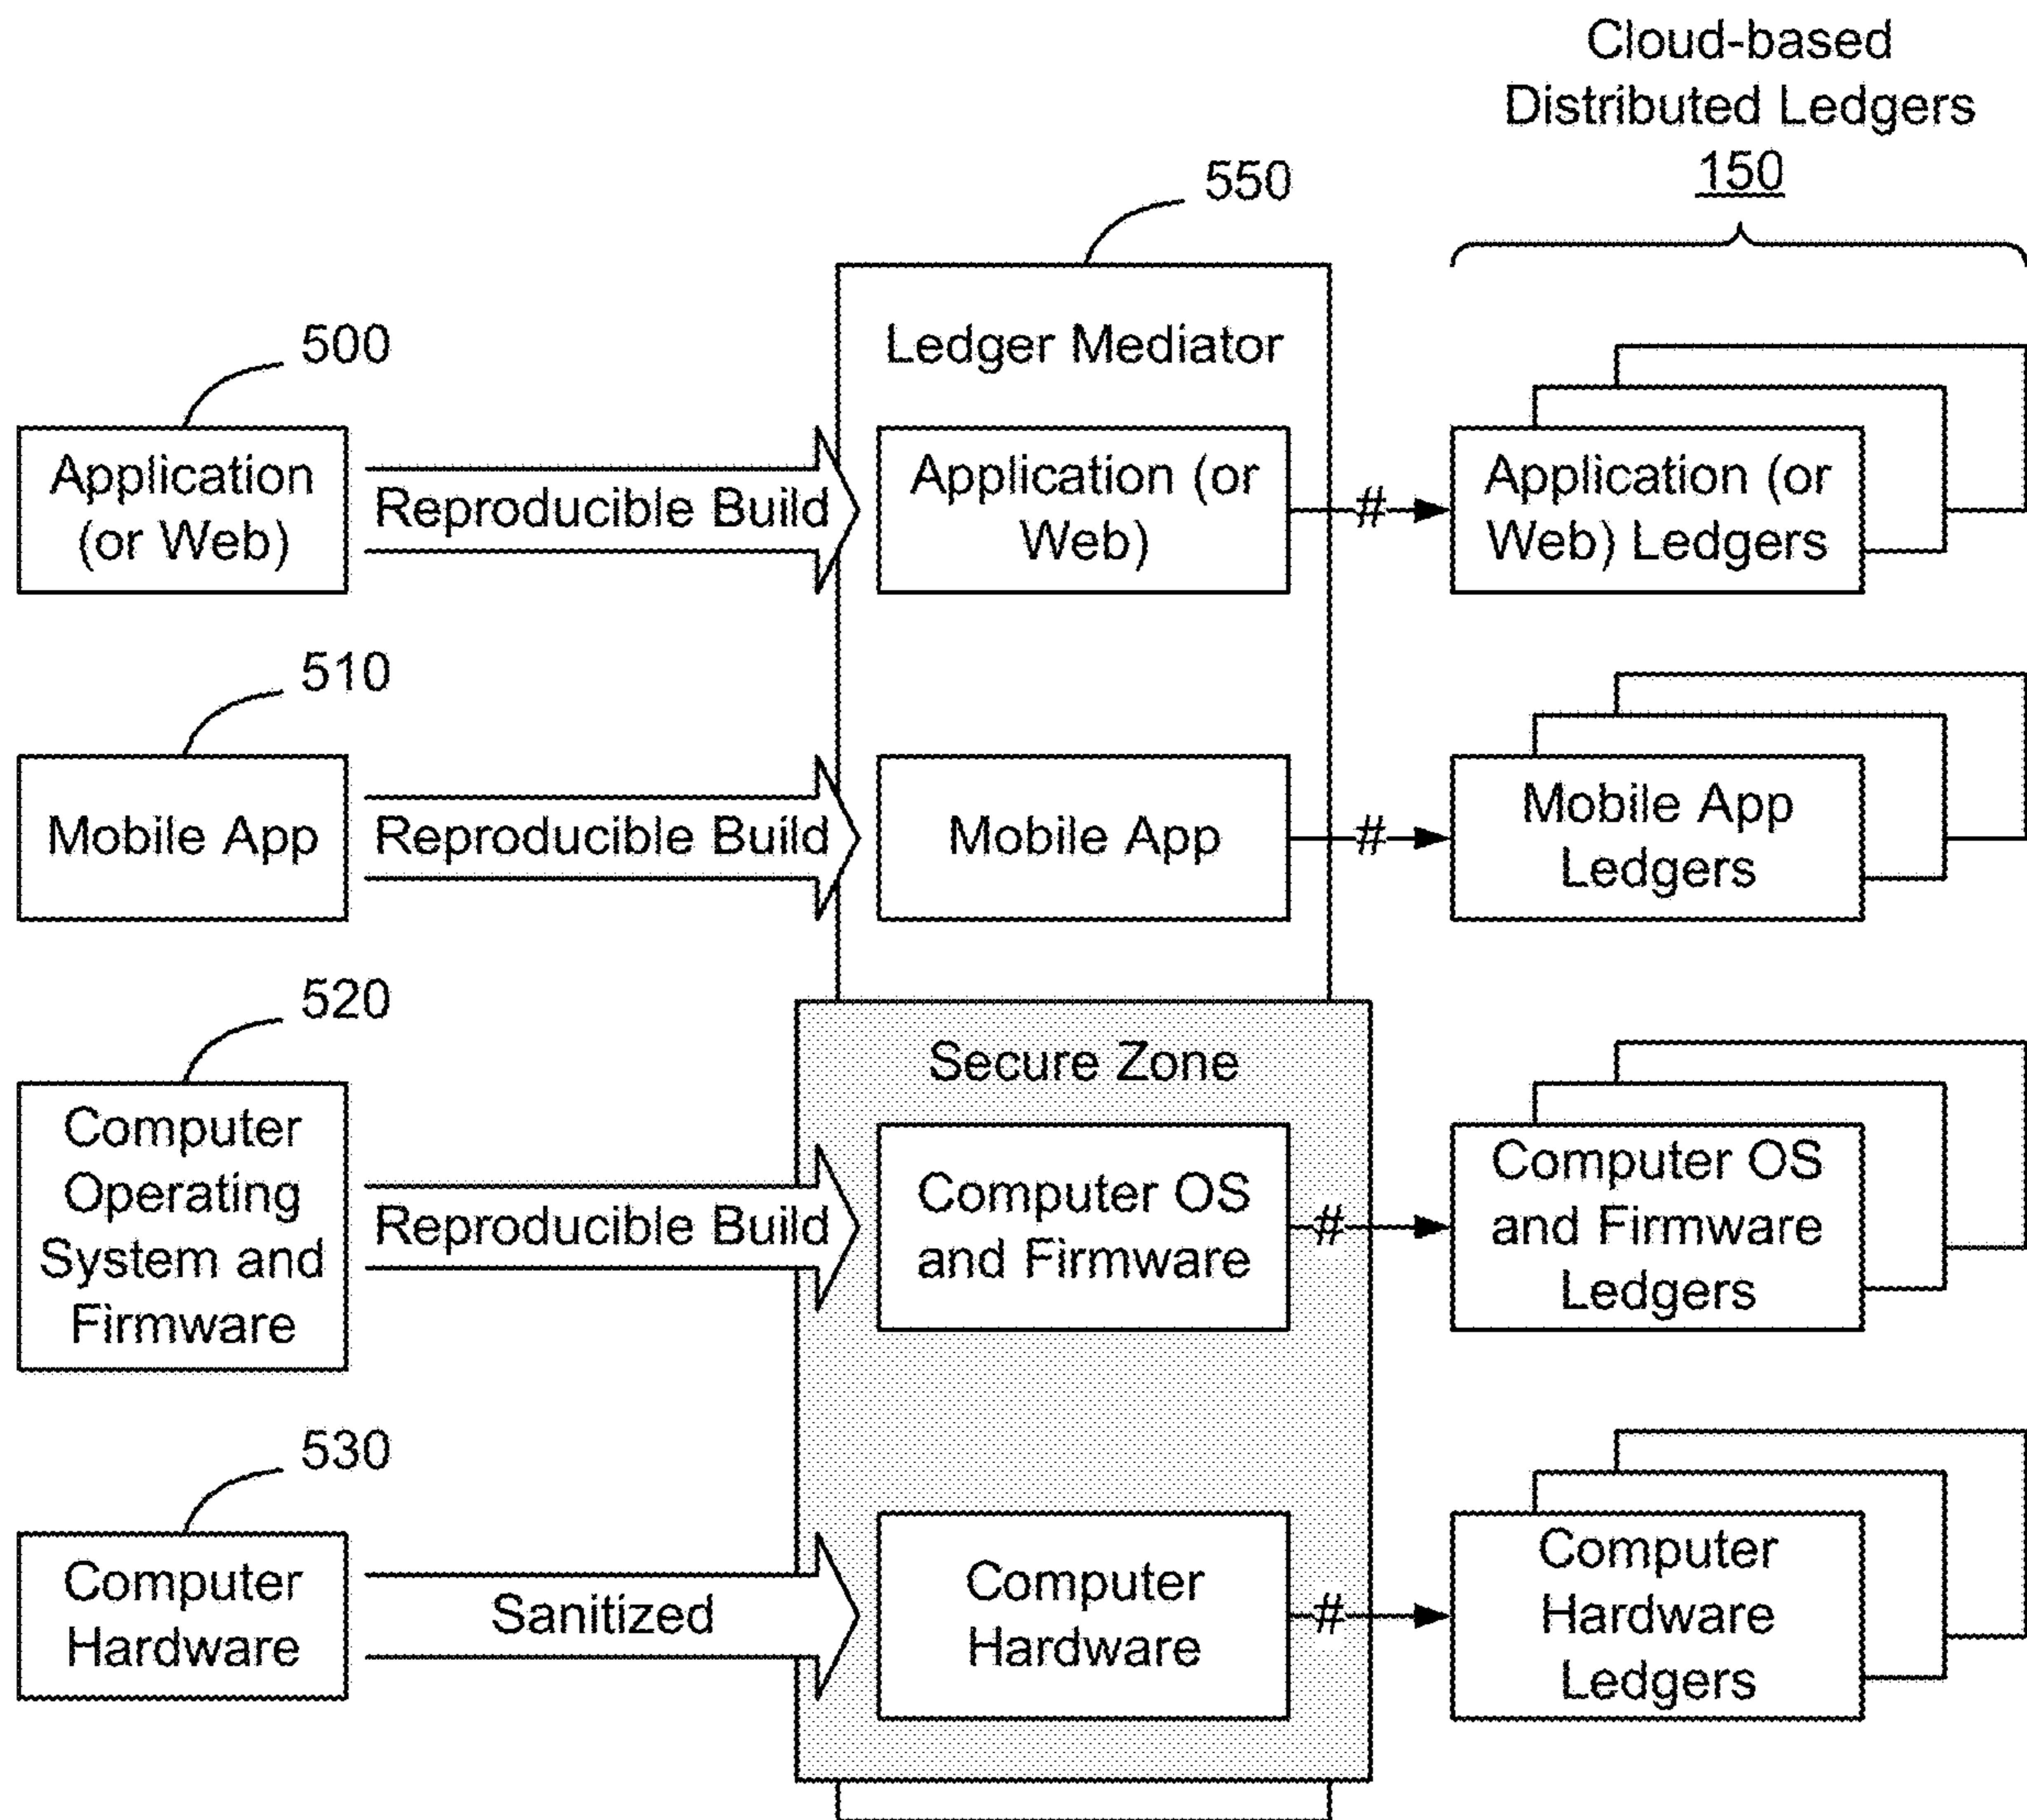 Cloud-based
Distributed Ledgers
150
550
Ledger Mediator
500
Application
(or Web)
Reproducible Build
Application (or
Web)
#
Application (or
Web) Ledgers
510
Mobile App
Reproducible Build
Mobile App
#
Mobile App
Ledgers
520
Secure Zone
Computer
Operating
System and
Firmware
Reproducible Build
Computer OS
and Firmware
#
Computer OS
and Firmware
Ledgers
530
Computer
Hardware
Sanitized
Computer
Hardware
#
Computer
Hardware
Ledgers